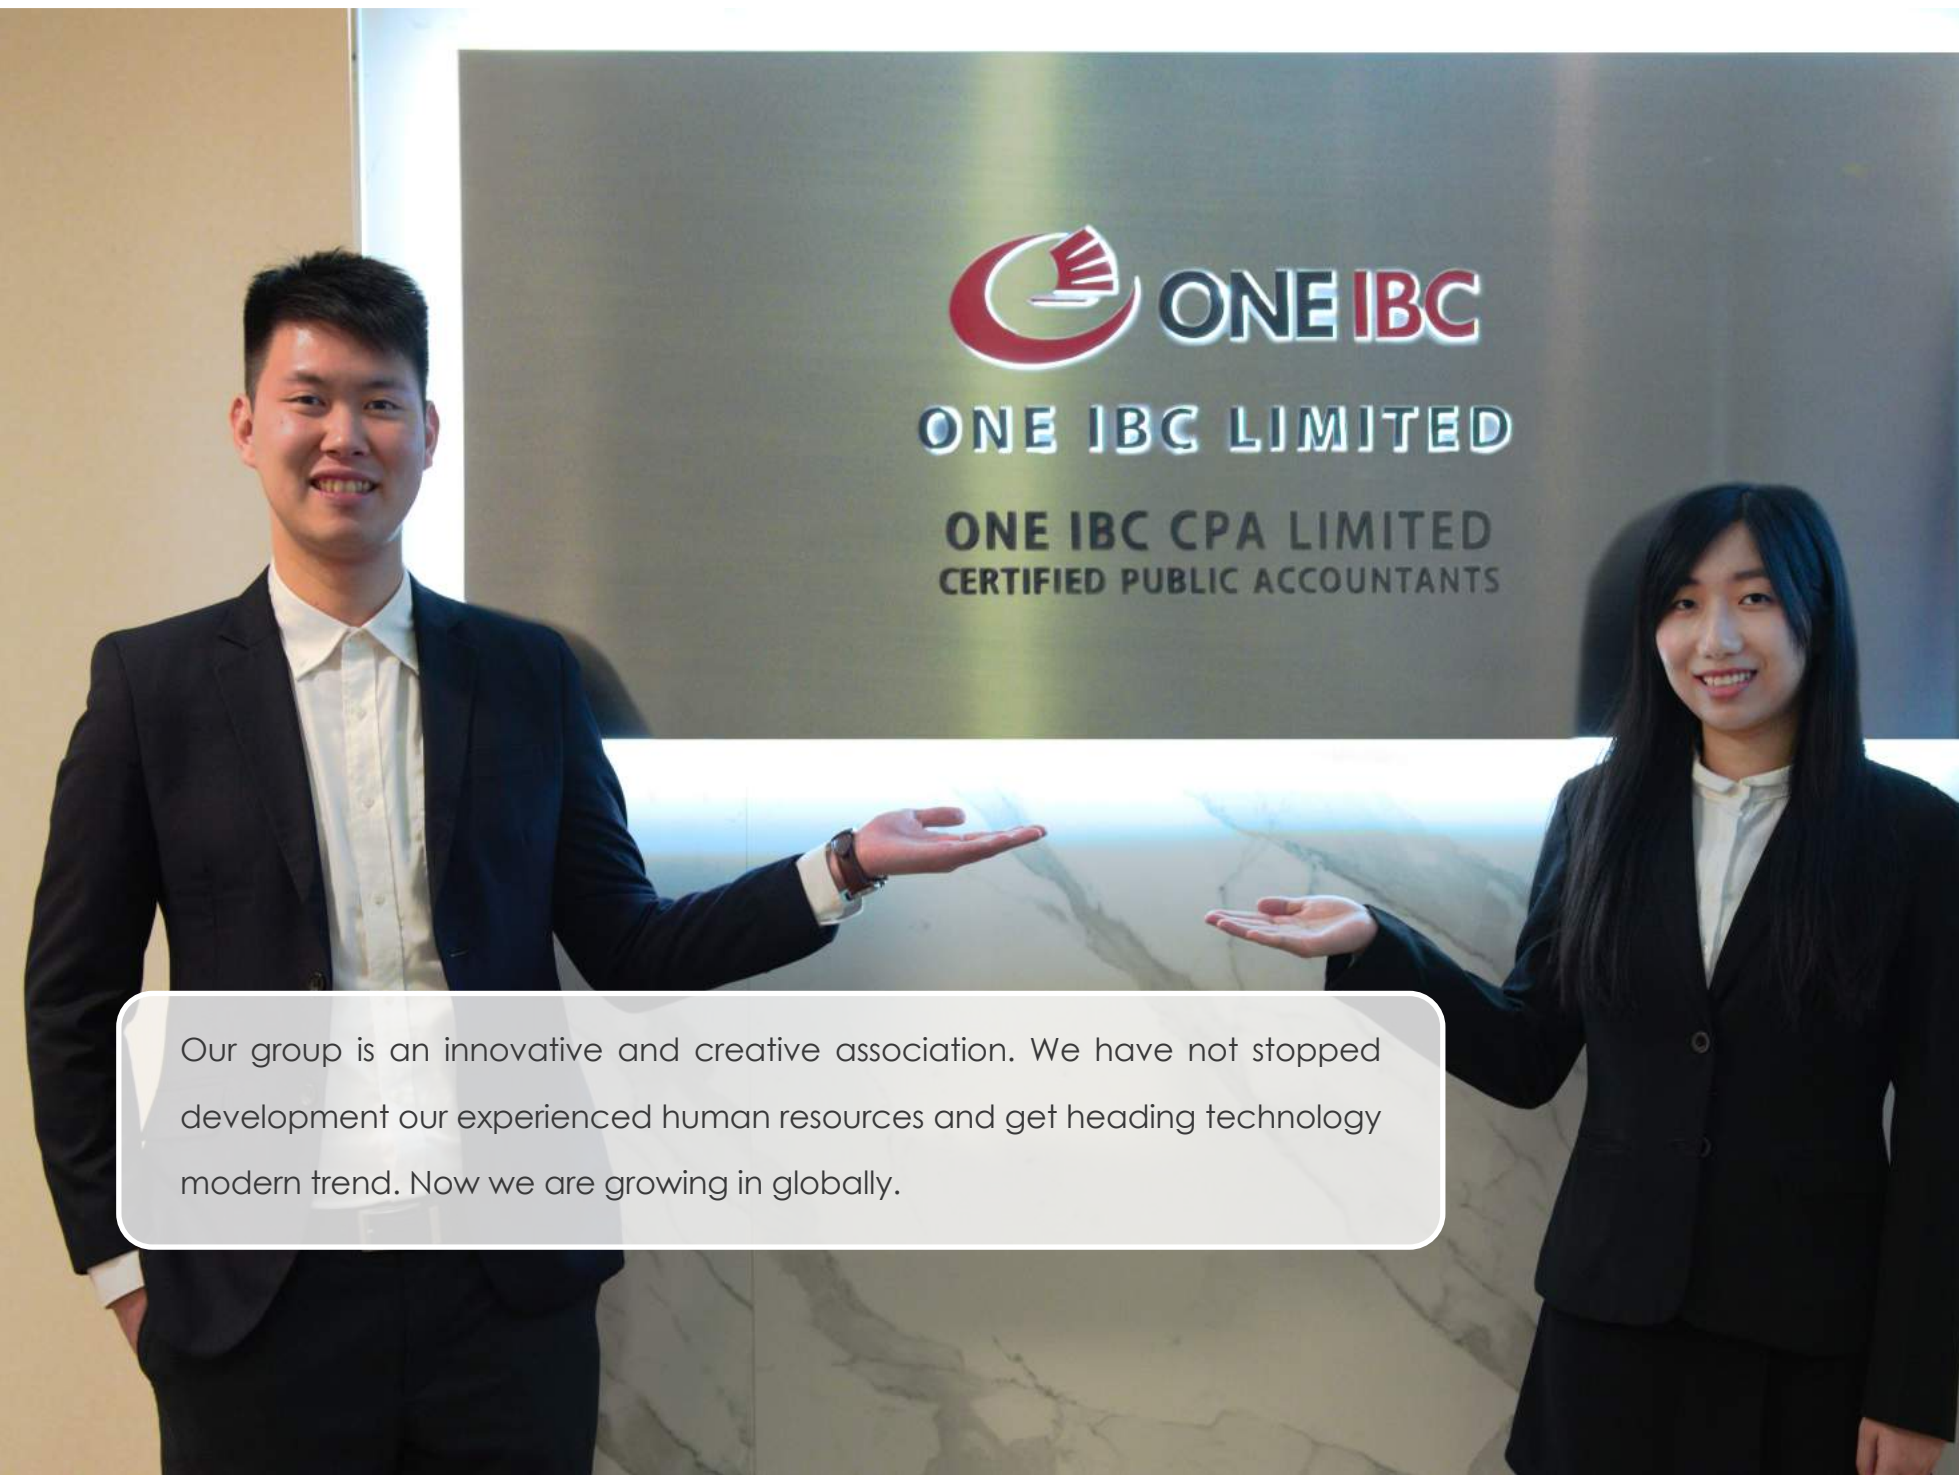 ONE IBC
ONE IBC LIMITED
ONE IBC CPA LIMITED
CERTIFIED PUBLIC ACCOUNTANTS
Our group is an innovative and creative association. We have not stopped
development our experienced human resources and get heading technology
modern trend. Now we are growing in globally.